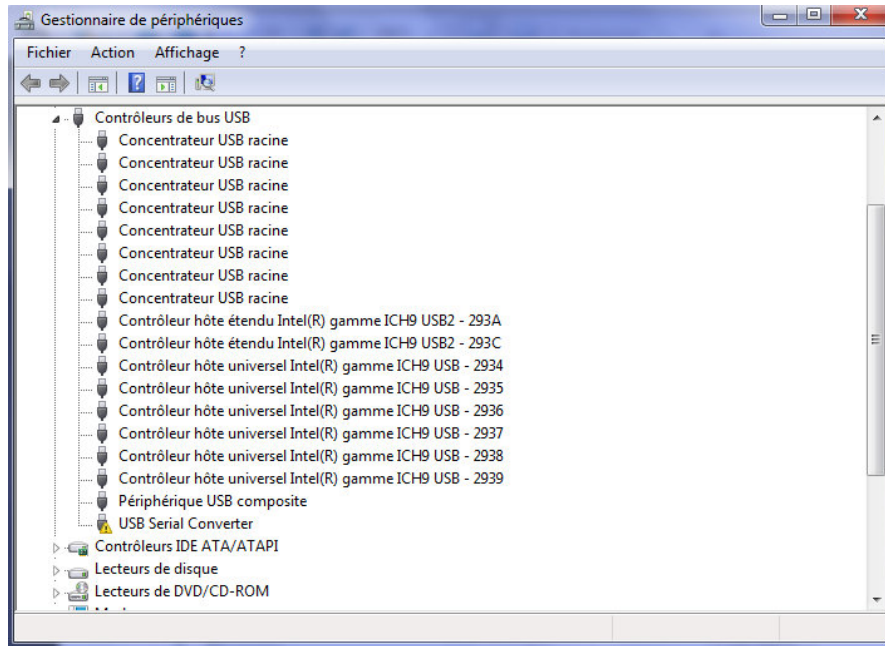 Gestionnaire de périphériques
Fichier Action Affichage ?
Contrôleurs de bus USB
Concentrateur USB racine
Concentrateur USB racine
Concentrateur USB racine
Concentrateur USB racine
Concentrateur USB racine
Concentrateur USB racine
Concentrateur USB racine
Concentrateur USB racine
Contrôleur hôte étendu Intel(R) gamme ICH9 USB2 - 293A
Contrôleur hôte étendu Intel(R) gamme ICH9 USB2 - 293C
Contrôleur hôte universel Intel(R) gamme ICH9 USB - 2934
Contrôleur hôte universel Intel(R) gamme ICH9 USB - 2935
Contrôleur hôte universel Intel(R) gamme ICH9 USB - 2936
Contrôleur hôte universel Intel(R) gamme ICH9 USB - 2937
Contrôleur hôte universel Intel(R) gamme ICH9 USB - 2938
Contrôleur hôte universel Intel(R) gamme ICH9 USB - 2939
Périphérique USB composite
USB Serial Converter
Contrôleurs IDE ATA/ATAPI
Lecteurs de disque
Lecteurs de DVD/CD-ROM